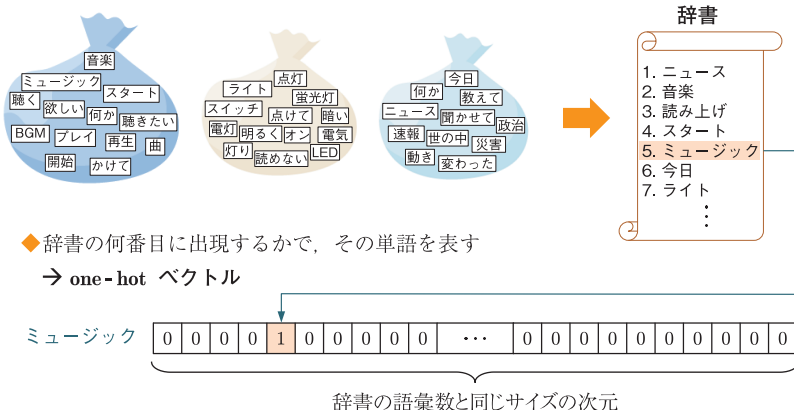 音楽
ミュージック
スタート
聴く
欲しい
何か
聴きたい
BGM
プレイ
再生
曲
開始
かけて
点灯
ライト
蛍光灯
スイッチ
点けて
暗い
電灯
明るく
オン
電気
灯り
読めない
LED
今日
何か
教えて
ニュース
聞かせて
政治
速報
世の中
災害
動き
変わった
辞書
1. ニュース
2. 音楽
3. 読み上げ
4. スタート
5. ミュージック
6. 今日
7. ライト
⋮
◆辞書の何番目に出現するかで，その単語を表す
→ one-hot ベクトル
ミュージック 0 0 0 0 1 0 0 0 0 0 ··· 0 0 0 0 0 0 0 0 0 0
辞書の語彙数と同じサイズの次元